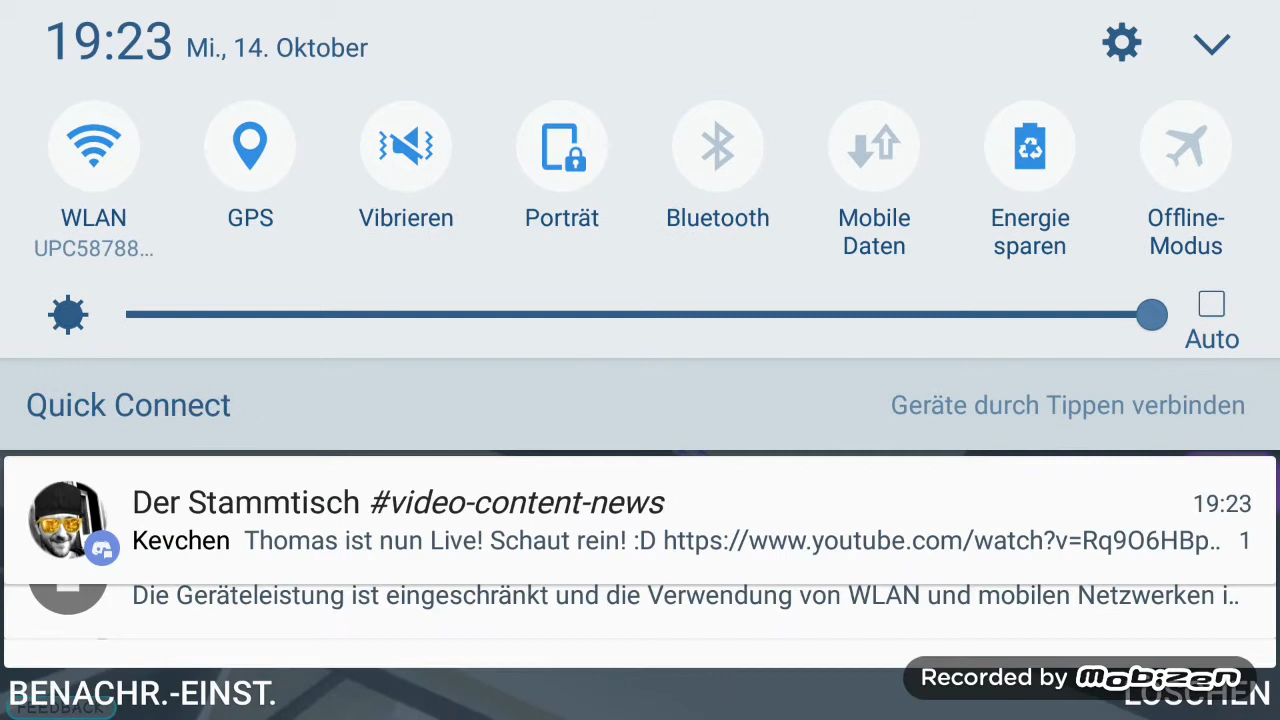 19:23 Mi., 14. Oktober
WLAN GPS Vibrieren Porträt Bluetooth Mobile Daten Energie sparen Offline-Modus
UPC58788...
Auto
Quick Connect Geräte durch Tippen verbinden
Der Stammtisch #video-content-news 19:23
Kevchen Thomas ist nun Live! Schaut rein! :D https://www.youtube.com/watch?v=Rq9O6HBp.. 1
Die Geräteleistung ist eingeschränkt und die Verwendung von WLAN und mobilen Netzwerken i..
Recorded by mobizen
BENACHR.-EINST. LÖSCHEN
FEEDBACK